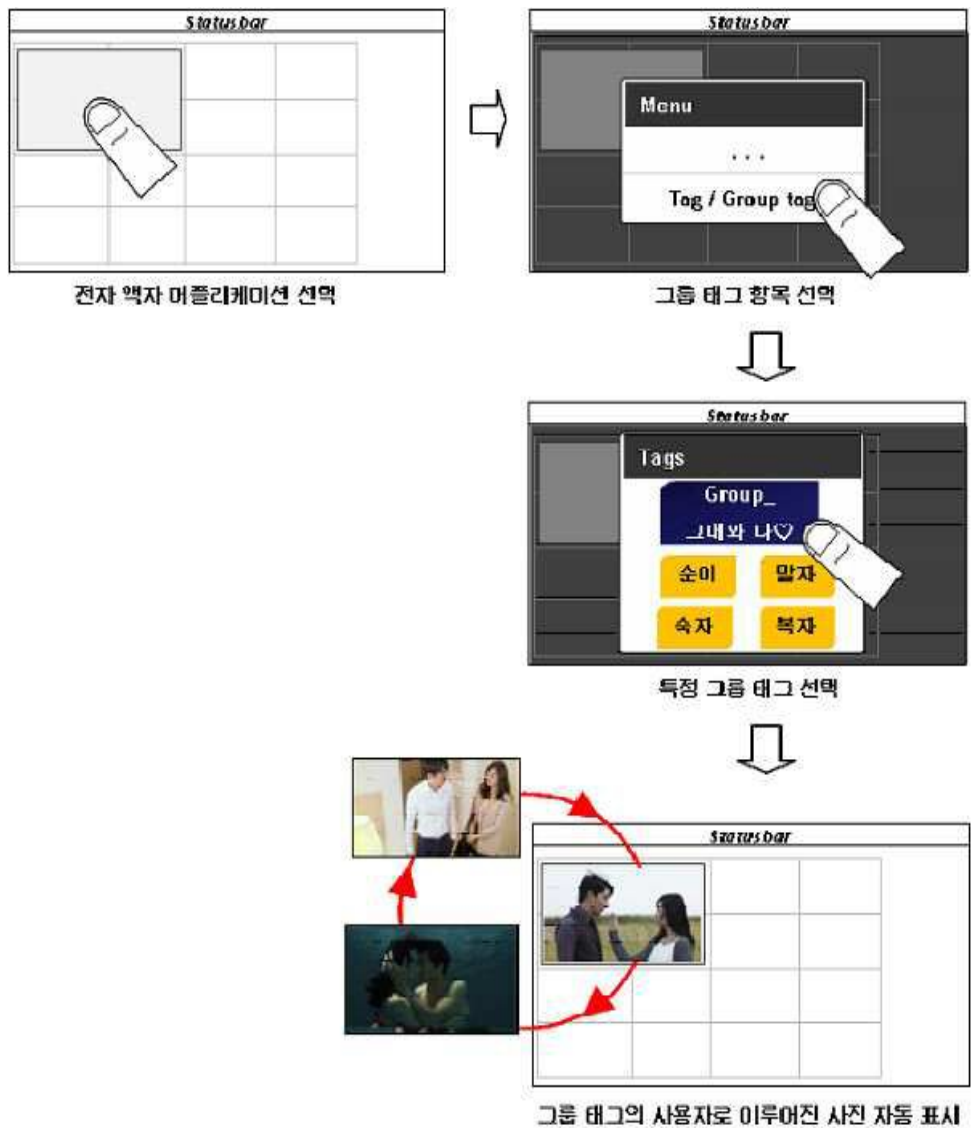 Statusbar
Statusbar
Menu
...
Tag / Group tag
전자 액자 어플리케이션 선택
그룹 태그 항목 선택
Statusbar
Tags
Group_
그대와 나♡
순이 말자
숙자 복자
특정 그룹 태그 선택
Statusbar
그룹 태그의 사용자로 이루어진 사진 자동 표시